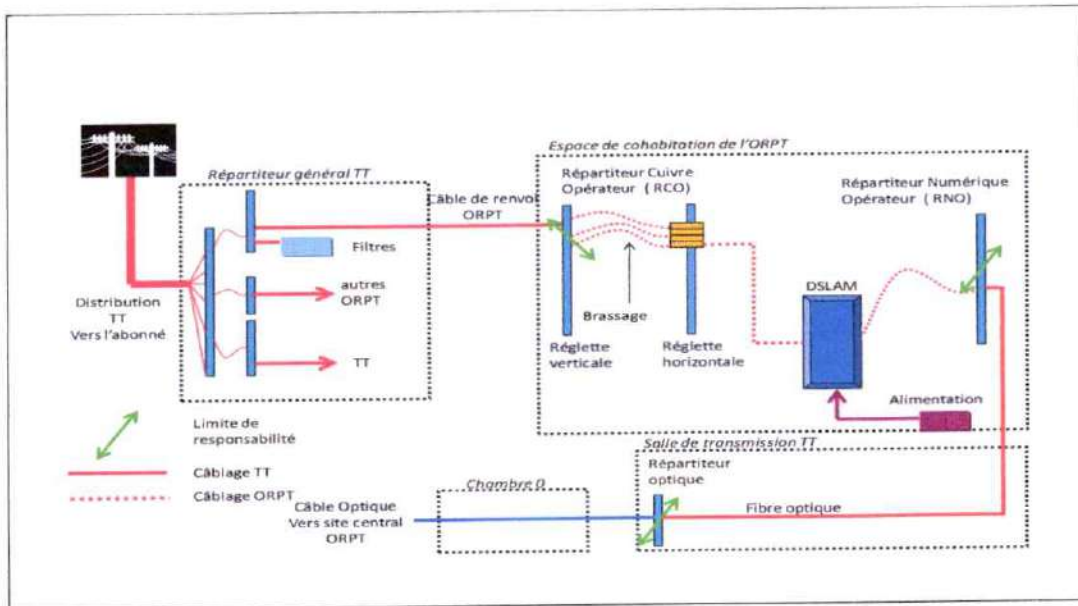 Espace de cohabitation de l'ORPT
Répartiteur général TT
Câble de renvoi
ORPT
Répartiteur Cuivre
Opérateur ( RCO)
Répartiteur Numérique
Opérateur ( RNO)
Filtres
autres
ORPT
TT
Distribution
TT
Vers l'abonné
Brassage
Réglette
verticale
Réglette
horizontale
DSLAM
Alimentation
Limite de
responsabilité
Câblage TT
Câblage ORPT
Salle de transmission TT
Répartiteur
optique
Fibre optique
Chambre 0
Câble Optique
Vers site central
ORPT